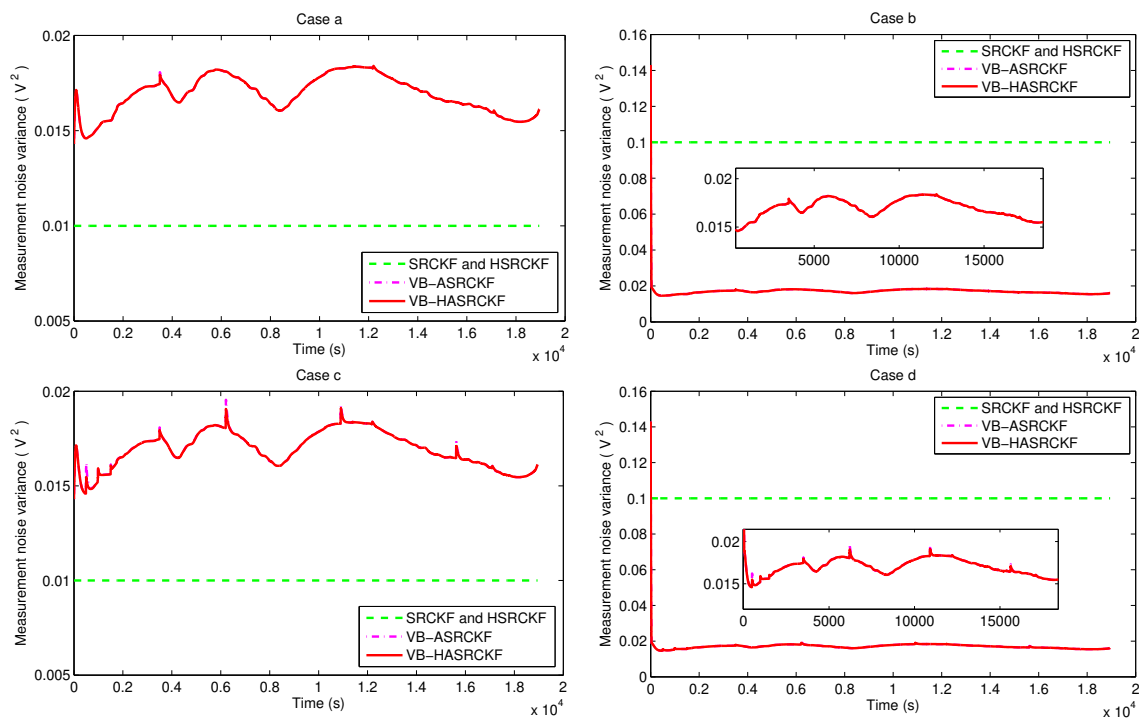 Case a
Measurement noise variance ( V ²)
0.02
0.015
0.01
0.005
0
0.2
0.4
0.6
0.8
1
1.2
1.4
1.6
1.8
2
x 10⁴
Time (s)
SRCKF and HSRCKF
VB−ASRCKF
VB−HASRCKF
Case b
Measurement noise variance ( V ²)
0.16
0.14
0.12
0.1
0.08
0.06
0.04
0.02
0
0
0.2
0.4
0.6
0.8
1
1.2
1.4
1.6
1.8
2
x 10⁴
Time (s)
SRCKF and HSRCKF
VB−ASRCKF
VB−HASRCKF
0.02
0.015
5000
10000
15000
Case c
Measurement noise variance ( V ²)
0.02
0.015
0.01
0.005
0
0.2
0.4
0.6
0.8
1
1.2
1.4
1.6
1.8
2
x 10⁴
Time (s)
SRCKF and HSRCKF
VB−ASRCKF
VB−HASRCKF
Case d
Measurement noise variance ( V ²)
0.16
0.14
0.12
0.1
0.08
0.06
0.04
0.02
0
0
0.2
0.4
0.6
0.8
1
1.2
1.4
1.6
1.8
2
x 10⁴
Time (s)
SRCKF and HSRCKF
VB−ASRCKF
VB−HASRCKF
0.02
0.015
5000
10000
15000